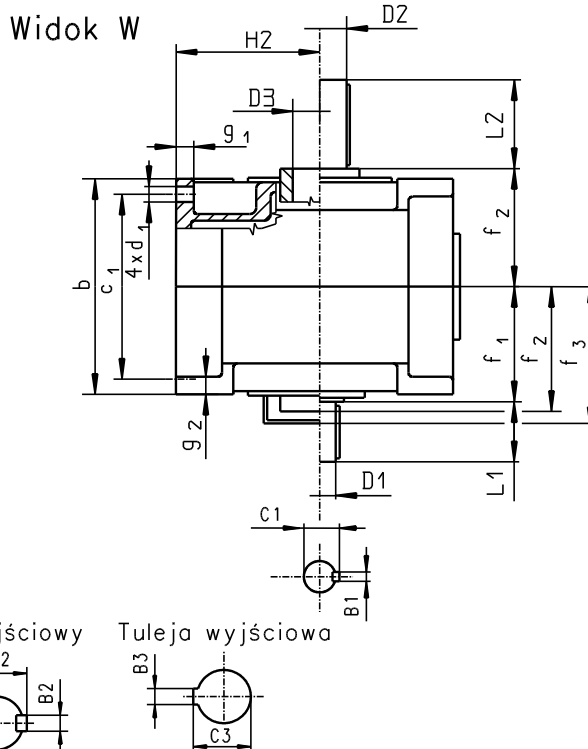 Widok W
H2
D2
D3
L2
g 1
4xd 1
c 1
b
f 2
f 1
f 2
f 3
g 2
L1
D1
C1
B1
jściowy
Tuleja wyjściowa
2
B2
B3
C3